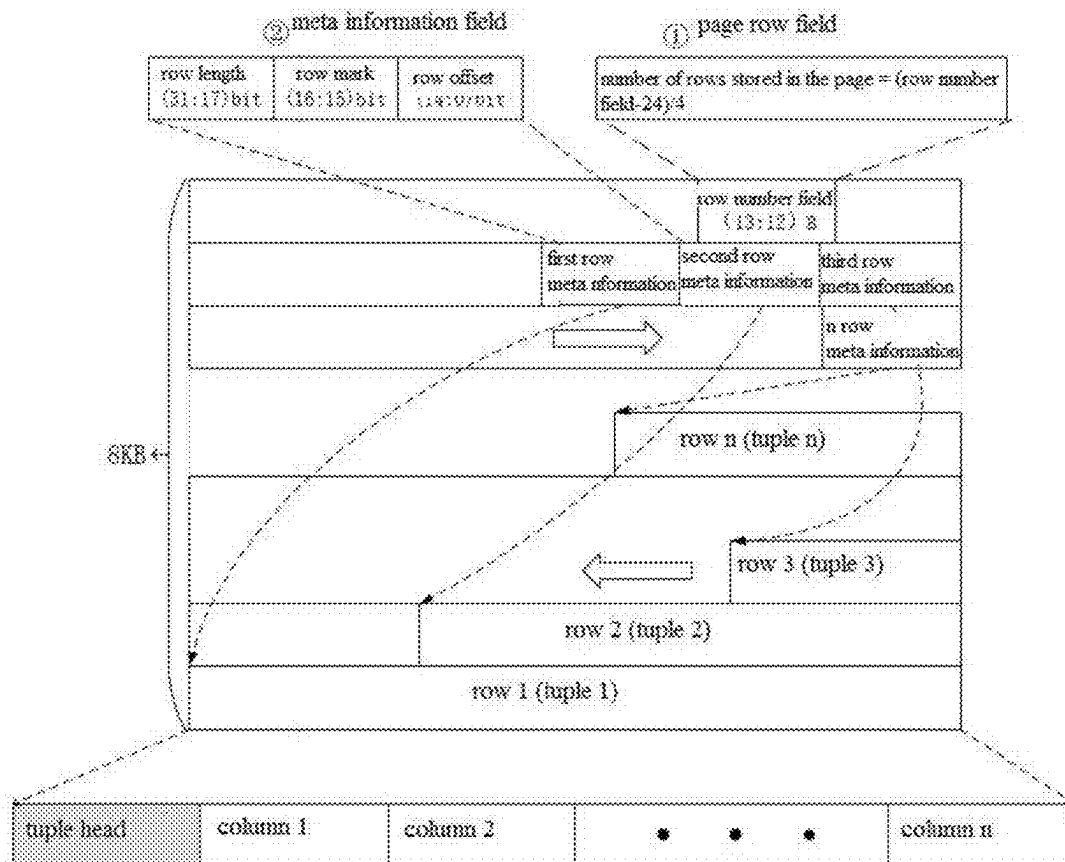 ② meta information field
① page row field
row length
(31:17)bit
row mark
(16:15)bit
row offset
number of rows stored in the page = (row number
field-24)/4
row number field
(13:12) B
first row
meta nformation
second row
meta information
third row
meta information
n row
meta information
8KB
row n (tuple n)
row 3 (tuple 3)
row 2 (tuple 2)
row 1 (tuple 1)
tuple head
column 1
column 2
• • •
column n